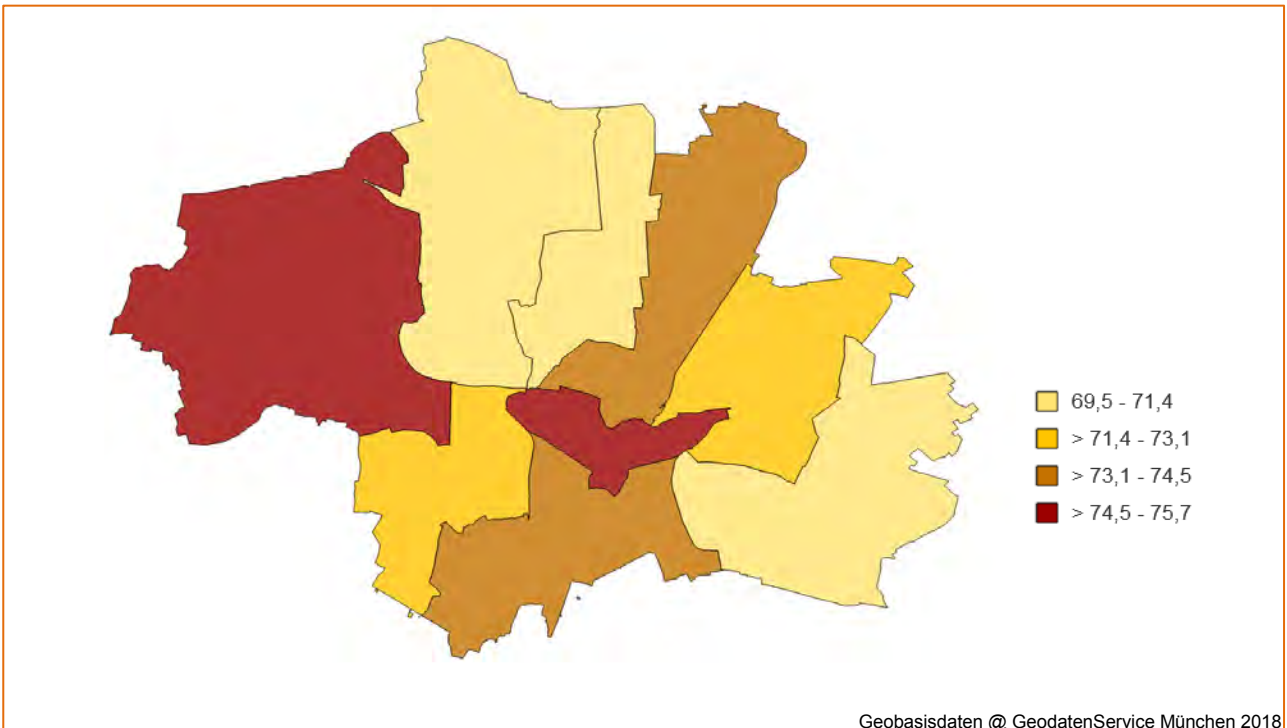 69,5 - 71,4
> 71,4 - 73,1
> 73,1 - 74,5
> 74,5 - 75,7
Geobasisdaten @ GeodatenService München 2018